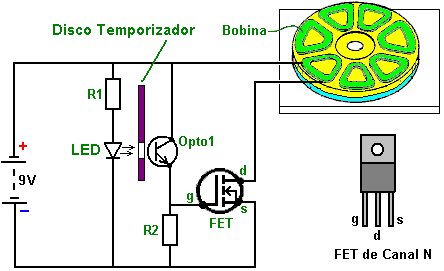 Bobina
Disco Temporizador
R1
LED
Opto1
+
9V
−
R2
g
d
s
FET
g
d
s
FET de Canal N